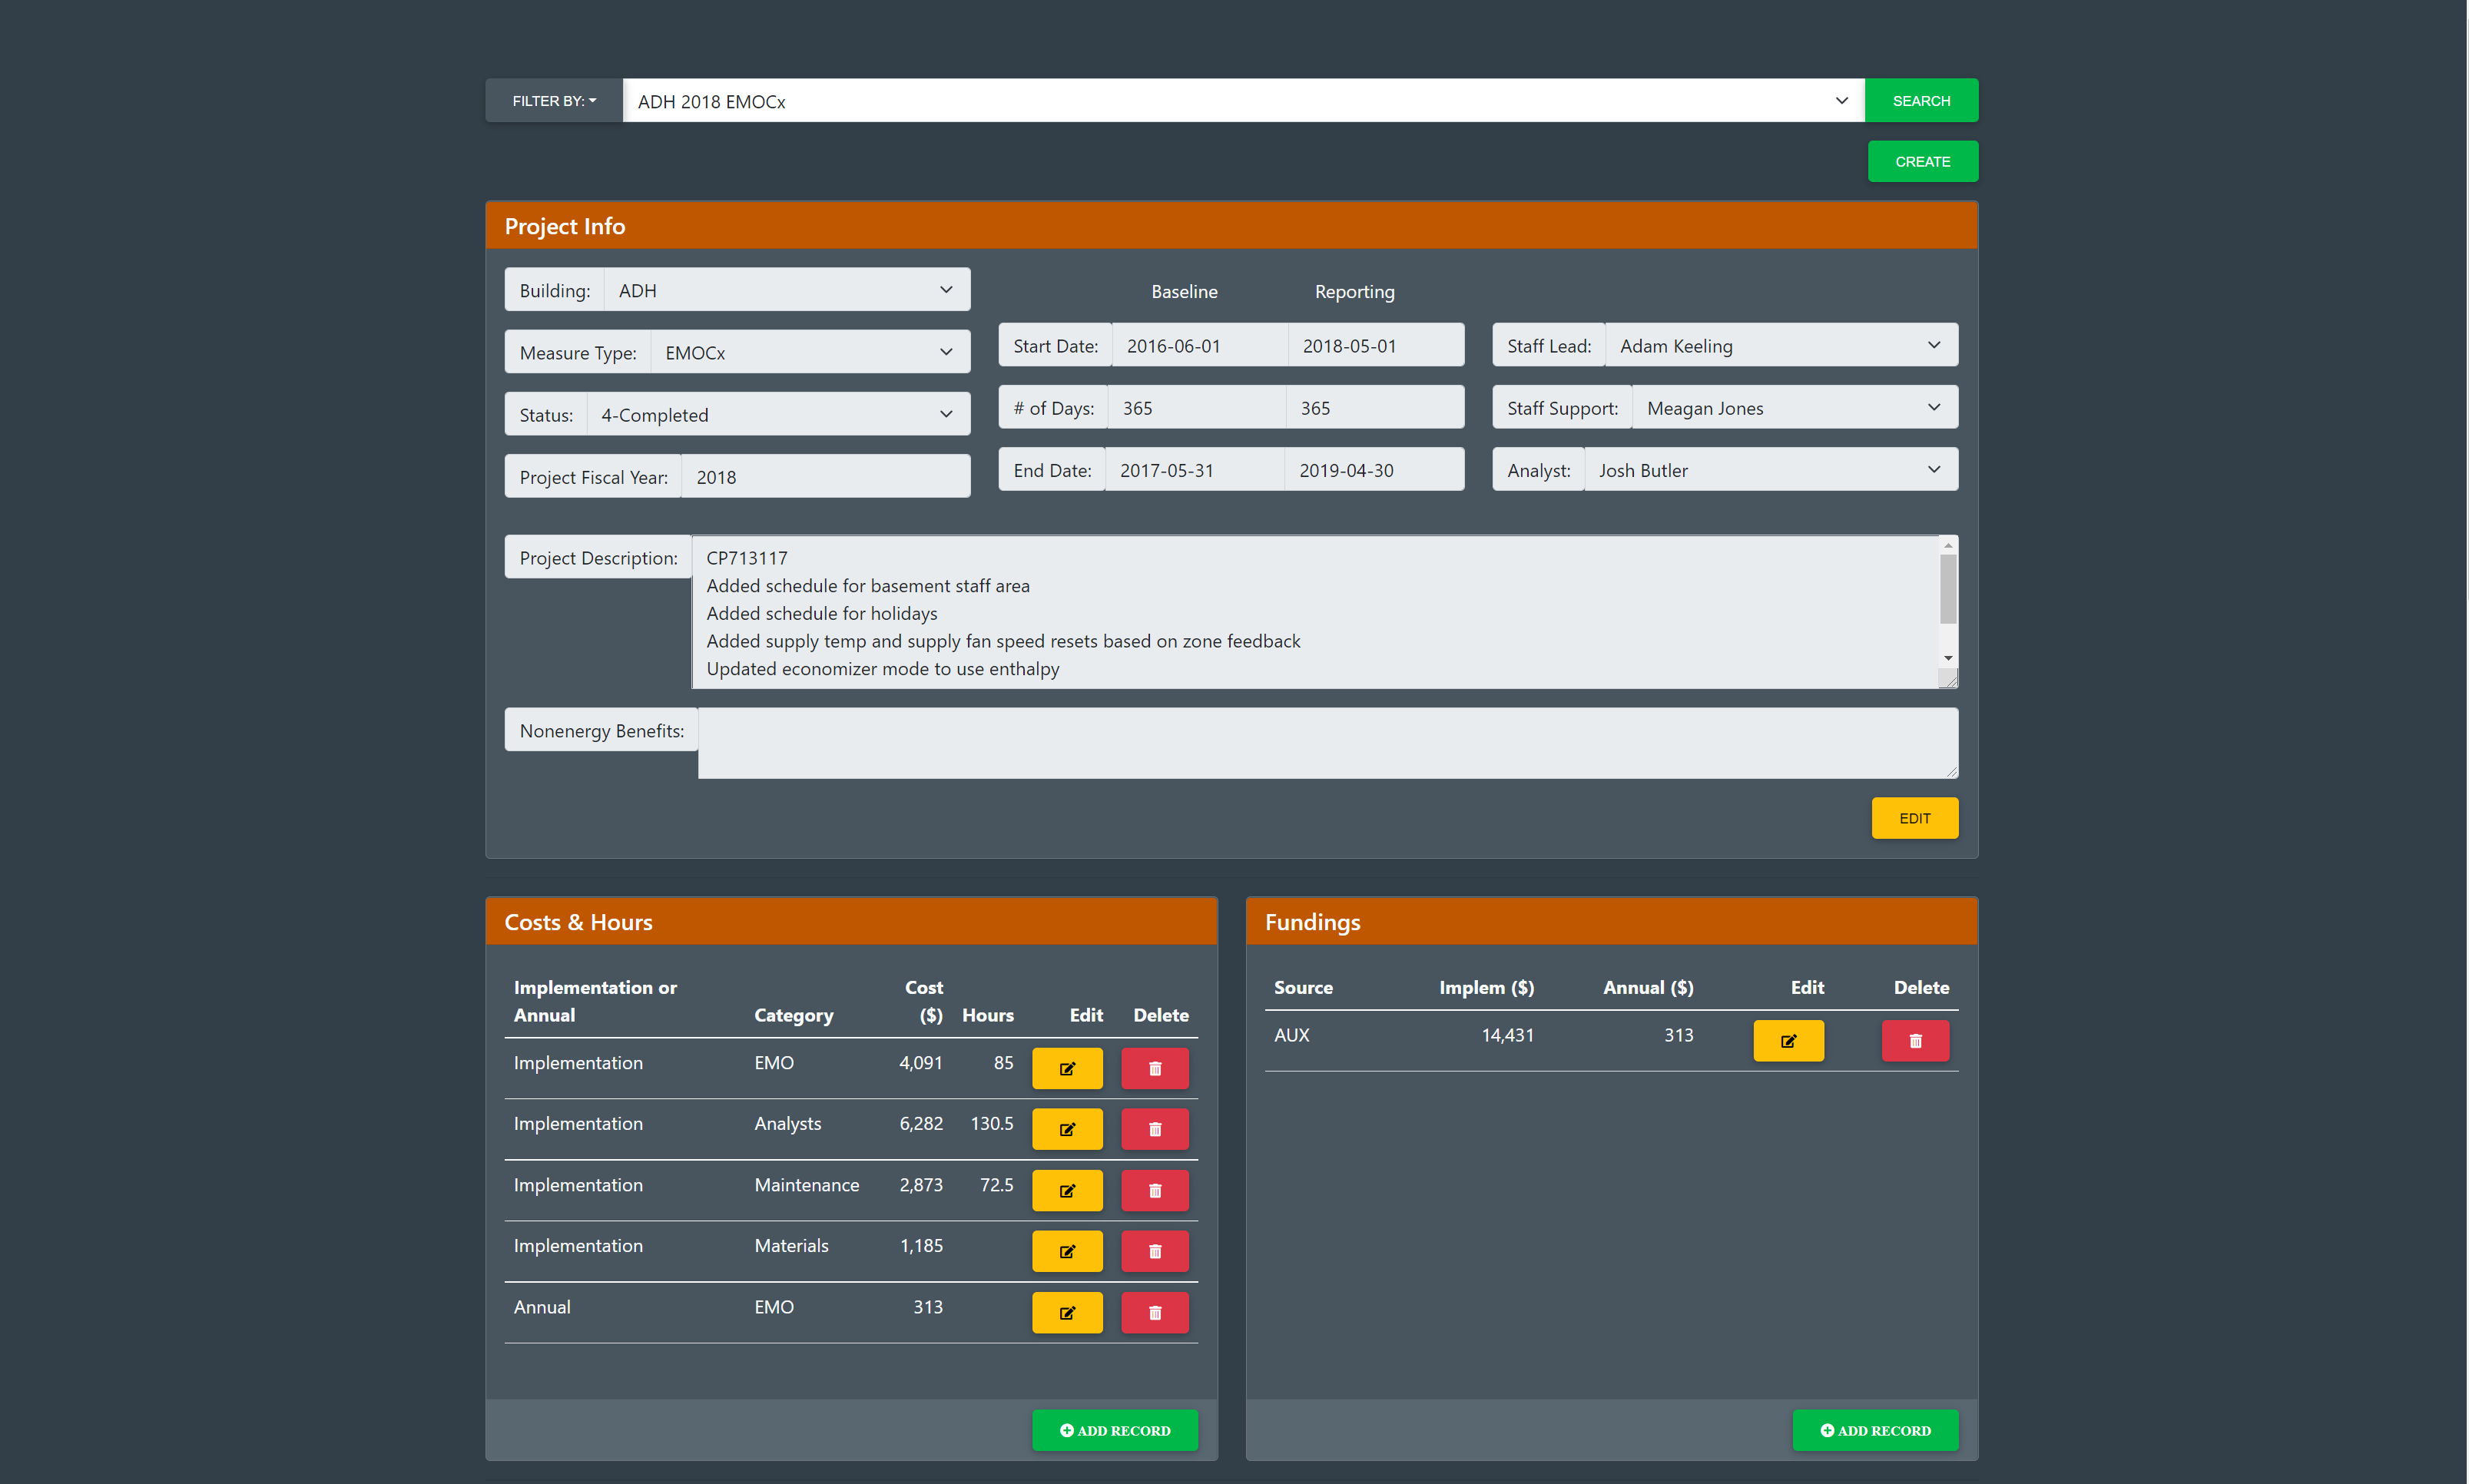 FILTER BY:
ADH 2018 EMOCx
SEARCH
CREATE
Project Info
Building: ADH
Measure Type: EMOCx
Status: 4-Completed
Project Fiscal Year: 2018
Baseline Reporting
Start Date: 2016-06-01 2018-05-01
# of Days: 365 365
End Date: 2017-05-31 2019-04-30
Staff Lead: Adam Keeling
Staff Support: Meagan Jones
Analyst: Josh Butler
Project Description: CP713117
Added schedule for basement staff area
Added schedule for holidays
Added supply temp and supply fan speed resets based on zone feedback
Updated economizer mode to use enthalpy
Nonenergy Benefits:
EDIT
Costs & Hours
Implementation or Annual Category Cost ($) Hours Edit Delete
Implementation EMO 4,091 85
Implementation Analysts 6,282 130.5
Implementation Maintenance 2,873 72.5
Implementation Materials 1,185
Annual EMO 313
ADD RECORD
Fundings
Source Implem ($) Annual ($) Edit Delete
AUX 14,431 313
ADD RECORD